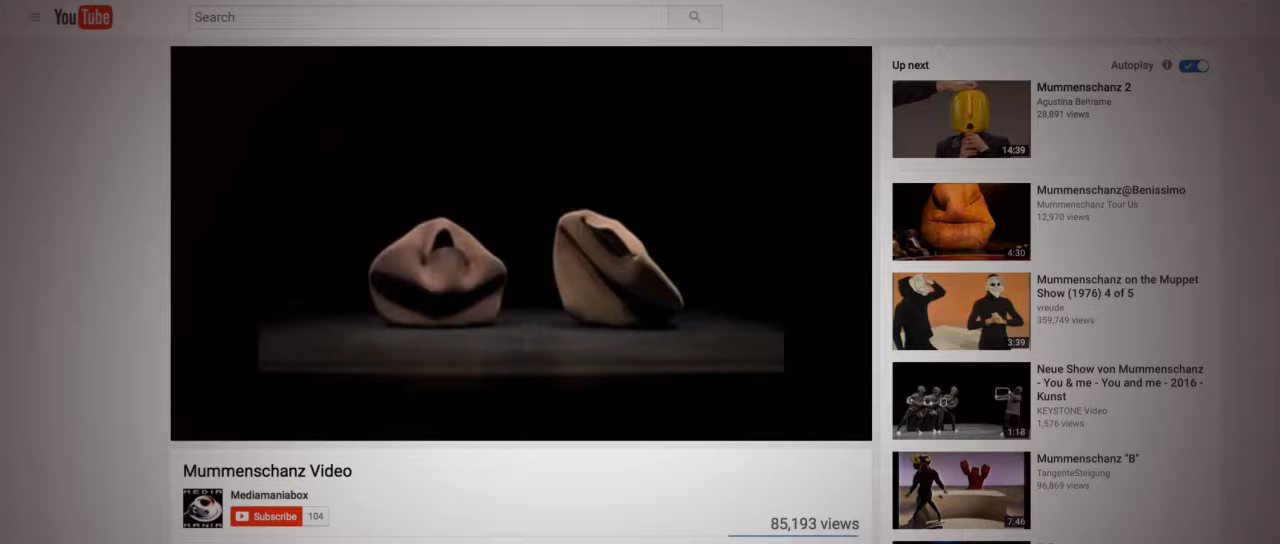 YouTube
Search
Up next
Autoplay
Mummenschanz 2
Agustina Beltrame
28,891 views
14:39
Mummenschanz@Benissimo
Mummenschanz Tour Us
12,970 views
4:30
Mummenschanz on the Muppet
Show (1976) 4 of 5
vreude
359,749 views
3:39
Neue Show von Mummenschanz
- You & me - You and me - 2016 -
Kunst
KEYSTONE Video
1,576 views
1:18
Mummenschanz "B"
TangenteSteigung
96,869 views
7:46
Mummenschanz Video
MEDIA
MANIA
Mediamaniabox
Subscribe 104
85,193 views